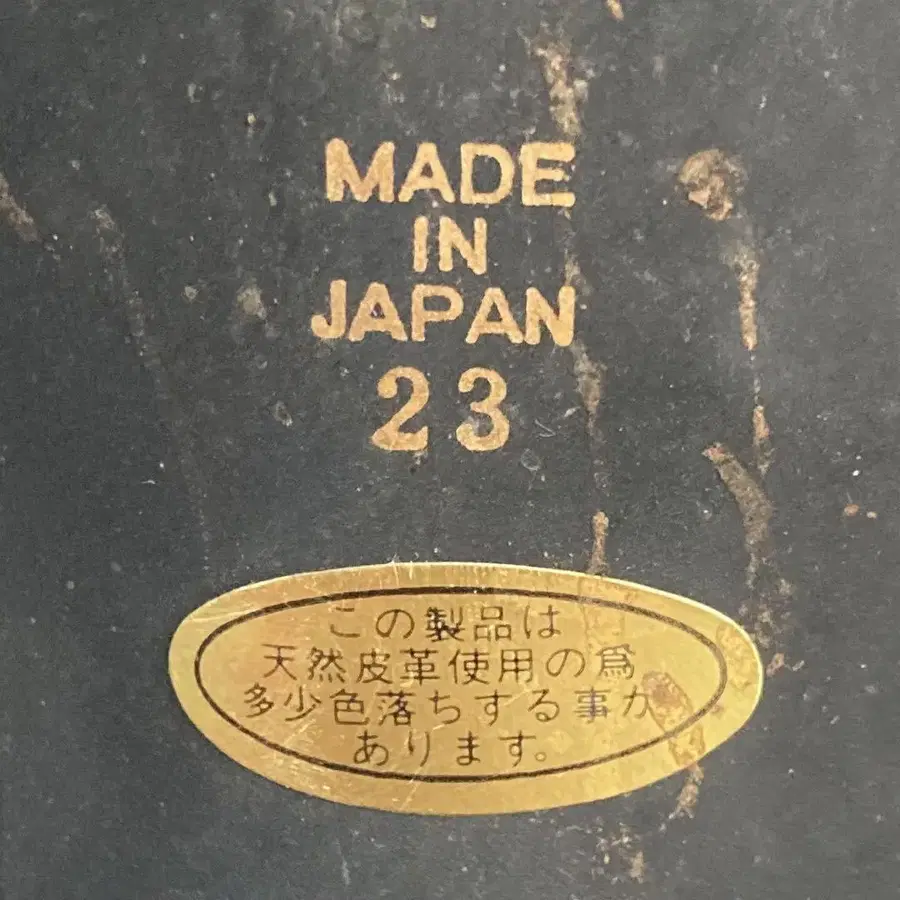 MADE
IN
JAPAN
23
この製品は
天然皮革使用の爲
多少色落ちする事が
あります。